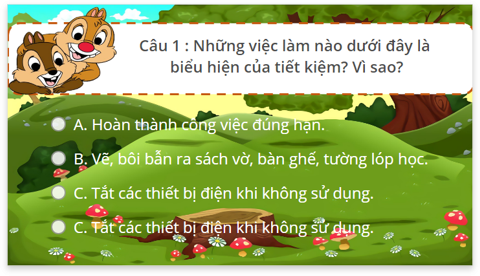 Câu 1 : Những việc làm nào dưới đây là
biểu hiện của tiết kiệm? Vì sao?
A. Hoàn thành công việc đúng hạn.
B. Vẽ, bôi bẩn ra sách vở, bàn ghế, tường lóp học.
C. Tắt các thiết bị điện khi không sử dụng.
C. Tắt các thiết bị điện khi không sử dụng.